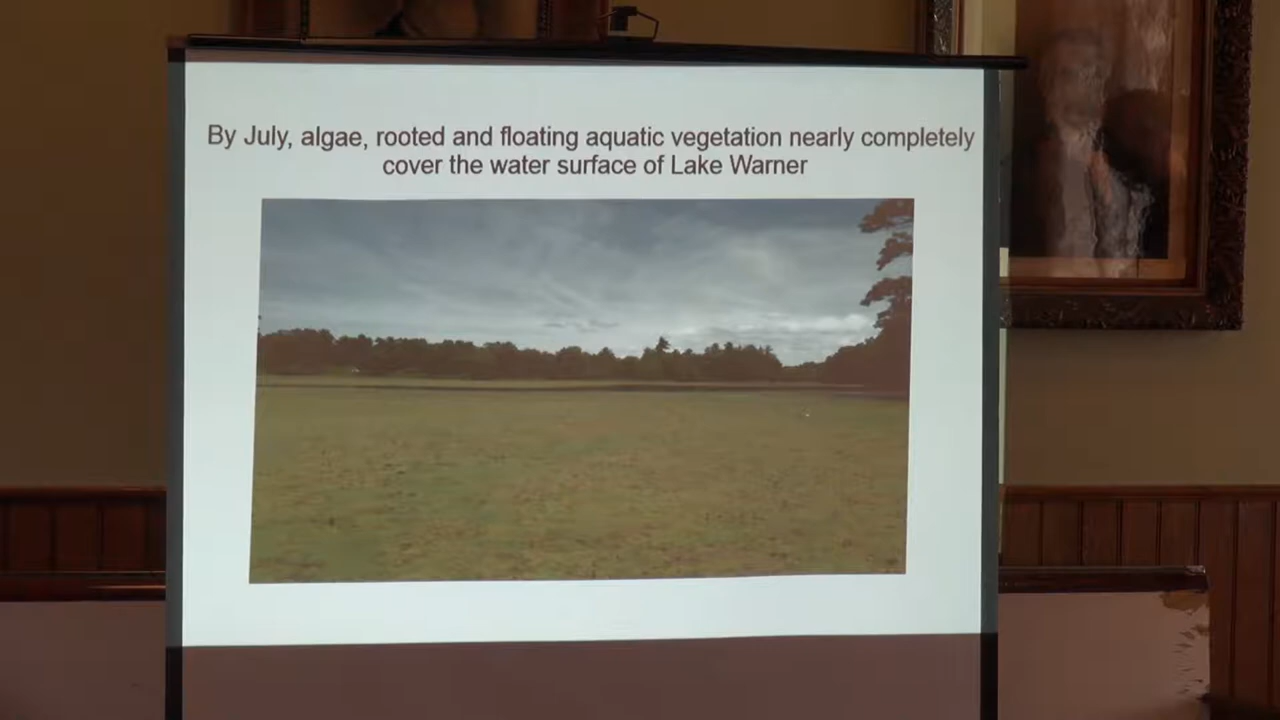 By July, algae, rooted and floating aquatic vegetation nearly completely
cover the water surface of Lake Warner